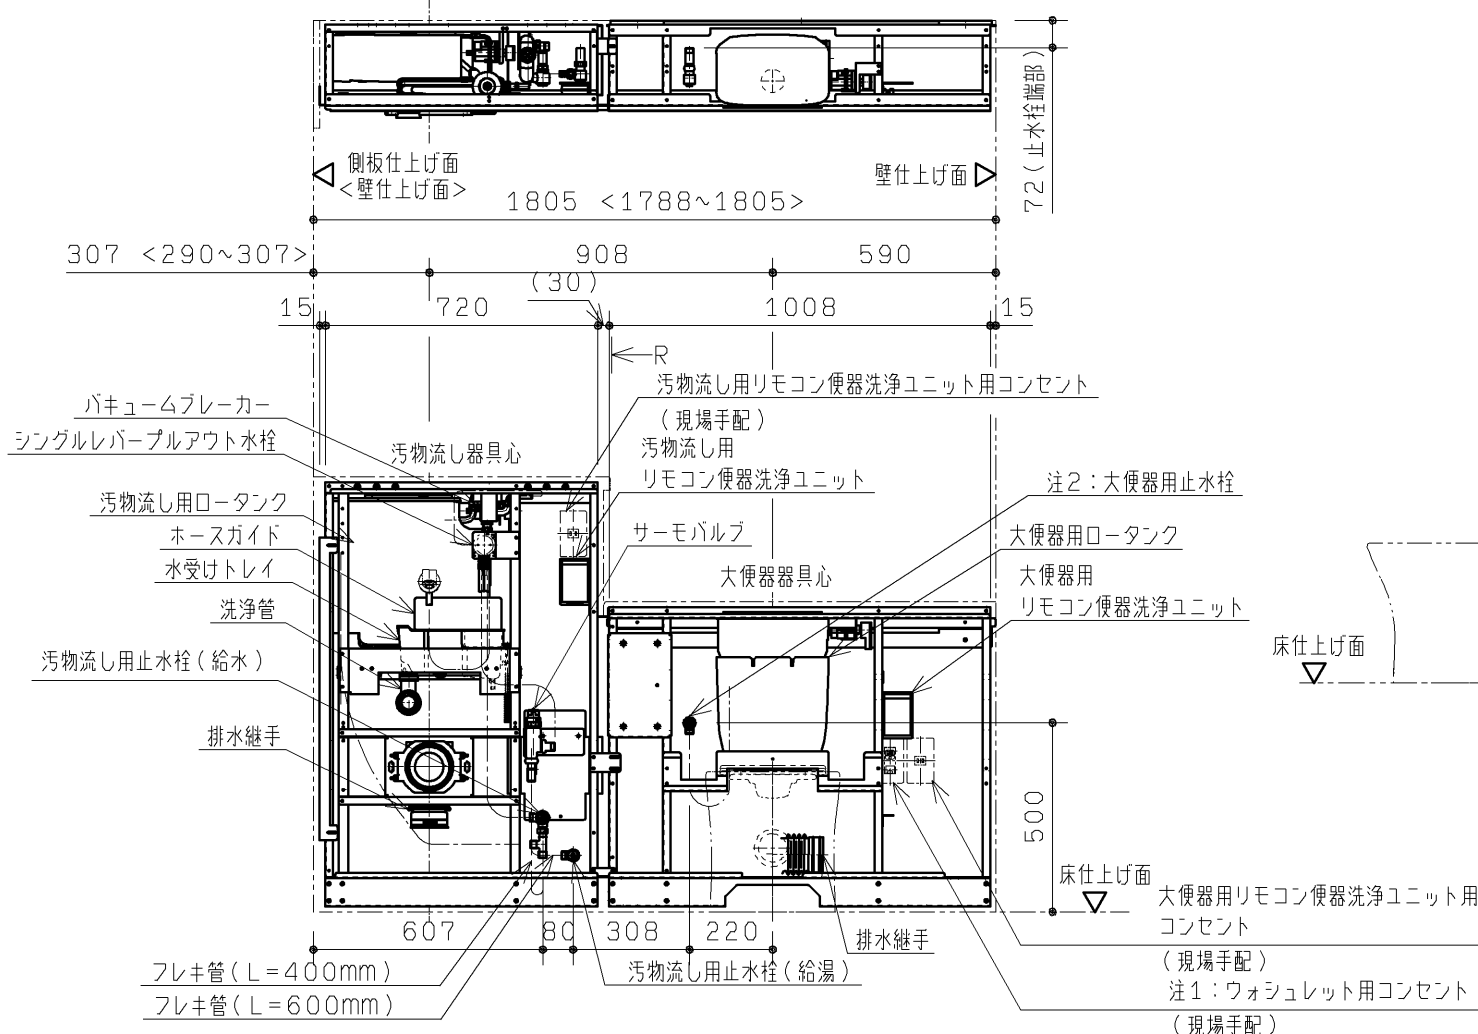 72(止水栓端部)
側板仕上げ面
<壁仕上げ面>
壁仕上げ面
1805 <1788~1805>
307 <290~307>
908
590
(30)
15
720
1008
15
R
汚物流し用リモコン便器洗浄ユニット用コンセント
(現場手配)
バキュームブレーカー
シングルレバープルアウト水栓
汚物流し器具心
汚物流し用
リモコン便器洗浄ユニット
注2:大便器用止水栓
汚物流し用ロータンク
ホースガイド
サーモバルブ
大便器用ロータンク
水受けトレイ
大便器器具心
大便器用
リモコン便器洗浄ユニット
洗浄管
汚物流し用止水栓(給水)
床仕上げ面
排水継手
500
床仕上げ面
大便器用リモコン便器洗浄ユニット用
コンセント
(現場手配)
607
80
308
220
排水継手
フレキ管(L=400mm)
汚物流し用止水栓(給湯)
フレキ管(L=600mm)
注1:ウォシュレット用コンセント
(現場手配)